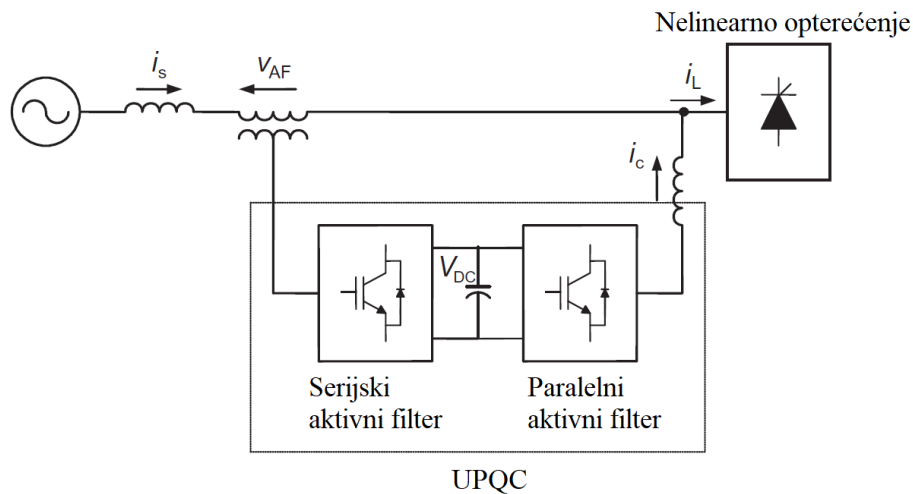 Nelinearno opterećenje
is
vAF
iL
ic
VDC
Serijski
aktivni filter
Paralelni
aktivni filter
UPQC